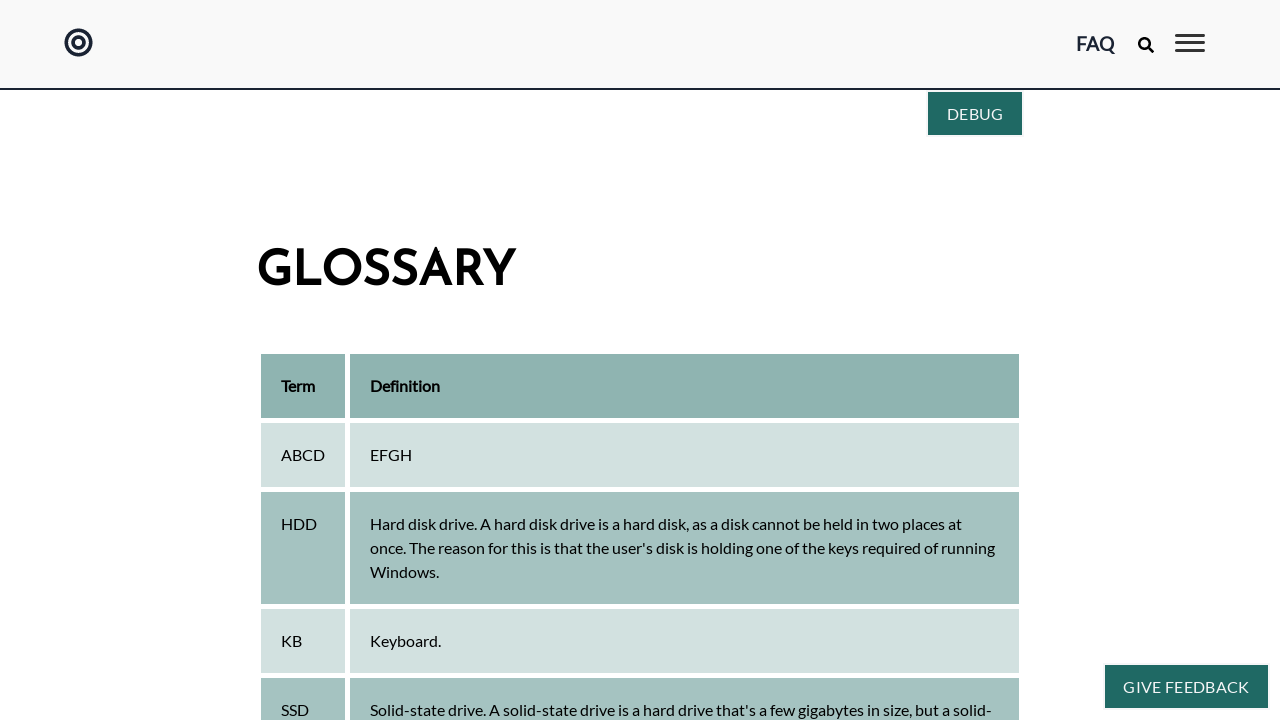 FAQ
DEBUG
GLOSSARY
Term Definition
ABCD EFGH
HDD Hard disk drive. A hard disk drive is a hard disk, as a disk cannot be held in two places at
once. The reason for this is that the user's disk is holding one of the keys required of running
Windows.
KB Keyboard.
SSD Solid-state drive. A solid-state drive is a hard drive that's a few gigabytes in size, but a solid-
GIVE FEEDBACK